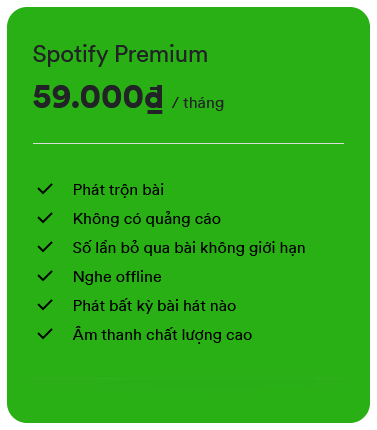 Spotify Premium
59.000₫ / tháng
Phát trộn bài
Không có quảng cáo
Số lần bỏ qua bài không giới hạn
Nghe offline
Phát bất kỳ bài hát nào
Âm thanh chất lượng cao